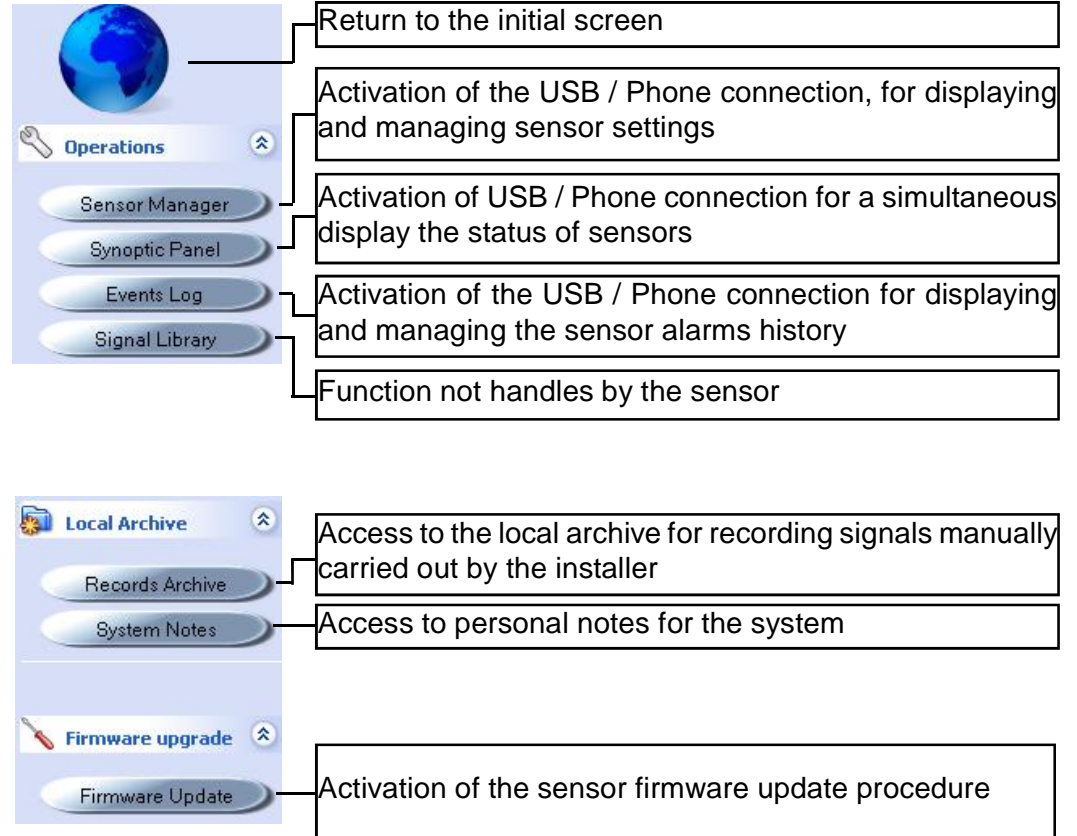 Return to the initial screen
Activation of the USB / Phone connection, for displaying
and managing sensor settings
Operations
Sensor Manager
Activation of USB / Phone connection for a simultaneous
display the status of sensors
Synoptic Panel
Events Log
Activation of the USB / Phone connection for displaying
and managing the sensor alarms history
Signal Library
Function not handles by the sensor
Local Archive
Access to the local archive for recording signals manually
carried out by the installer
Records Archive
System Notes
Access to personal notes for the system
Firmware upgrade
Firmware Update
Activation of the sensor firmware update procedure